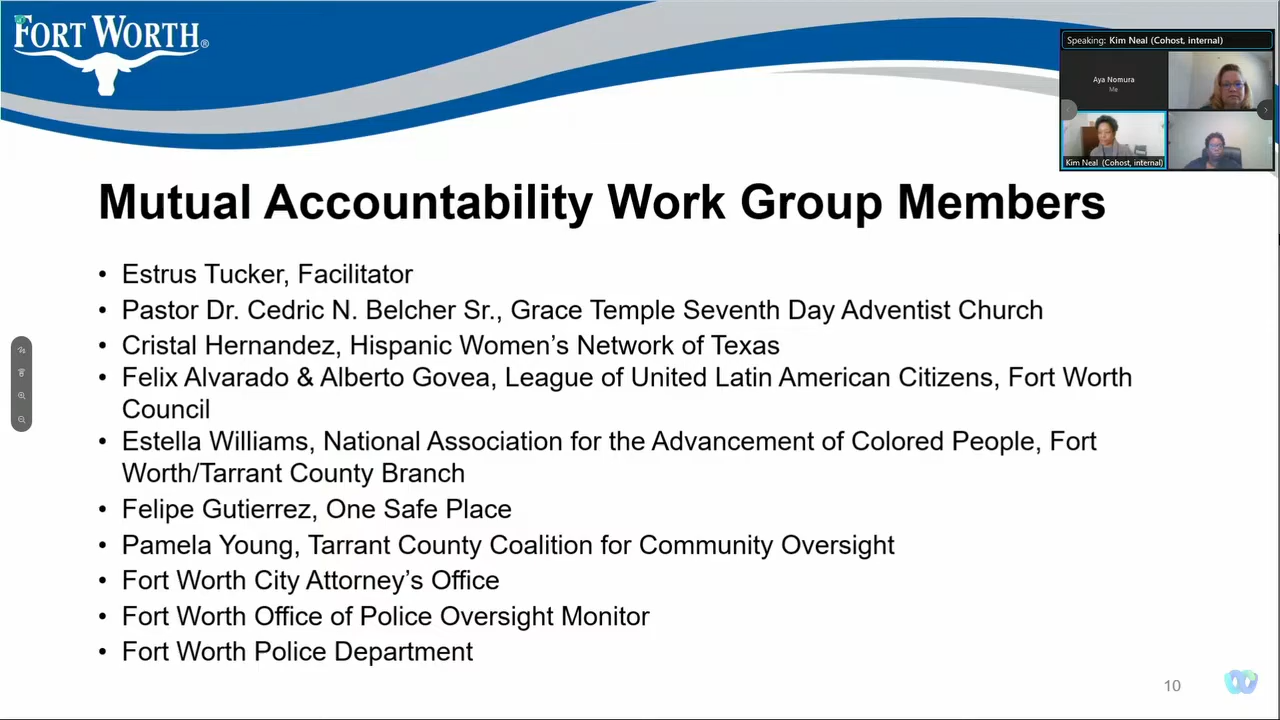 FORT WORTH®
Speaking: Kim Neal (Cohost, internal)
Aya Nomura
Me
Kim Neal (Cohost, internal)
Mutual Accountability Work Group Members
• Estrus Tucker, Facilitator
• Pastor Dr. Cedric N. Belcher Sr., Grace Temple Seventh Day Adventist Church
• Cristal Hernandez, Hispanic Women’s Network of Texas
• Felix Alvarado & Alberto Govea, League of United Latin American Citizens, Fort Worth
Council
• Estella Williams, National Association for the Advancement of Colored People, Fort
Worth/Tarrant County Branch
• Felipe Gutierrez, One Safe Place
• Pamela Young, Tarrant County Coalition for Community Oversight
• Fort Worth City Attorney’s Office
• Fort Worth Office of Police Oversight Monitor
• Fort Worth Police Department
10